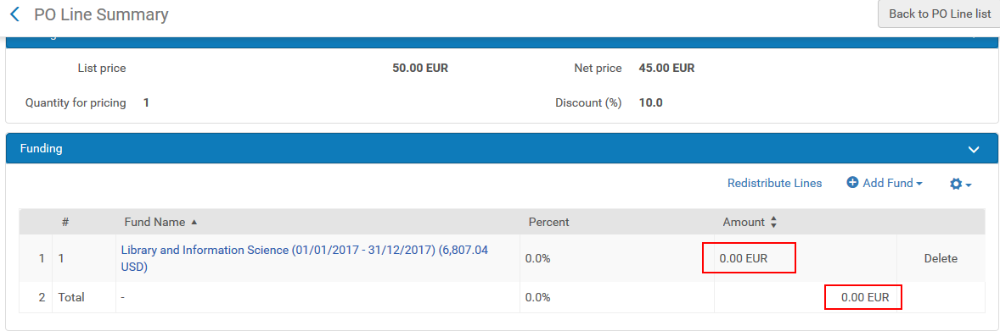 PO Line Summary
Back to PO Line list
List price 50.00 EUR Net price 45.00 EUR
Quantity for pricing 1 Discount (%) 10.0
Funding
Redistribute Lines Add Fund
# Fund Name Percent Amount
1 1 Library and Information Science (01/01/2017 - 31/12/2017) (6,807.04 0.0% 0.00 EUR Delete
USD)
2 Total - 0.0% 0.00 EUR